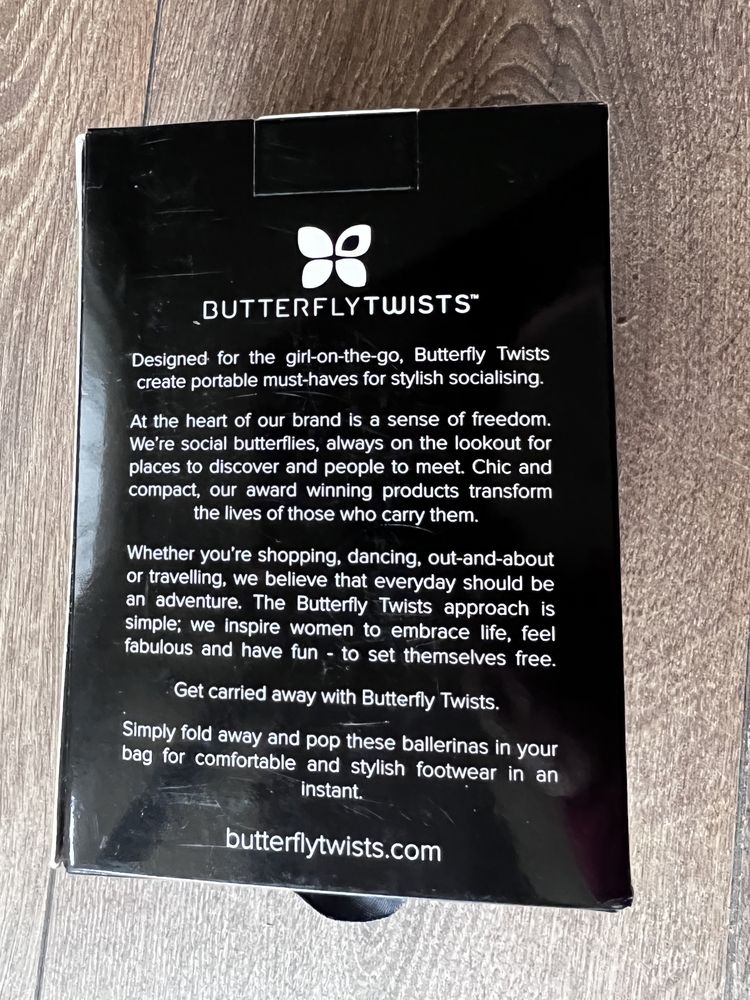 BUTTERFLYTWISTS™
Designed for the girl-on-the-go, Butterfly Twists
create portable must-haves for stylish socialising.
At the heart of our brand is a sense of freedom.
We're social butterflies, always on the lookout for
places to discover and people to meet. Chic and
compact, our award winning products transform
the lives of those who carry them.
Whether you're shopping, dancing, out-and-about
or travelling, we believe that everyday should be
an adventure. The Butterfly Twists approach is
simple; we inspire women to embrace life, feel
fabulous and have fun - to set themselves free.
Get carried away with Butterfly Twists.
Simply fold away and pop these ballerinas in your
bag for comfortable and stylish footwear in an
instant.
butterflytwists.com